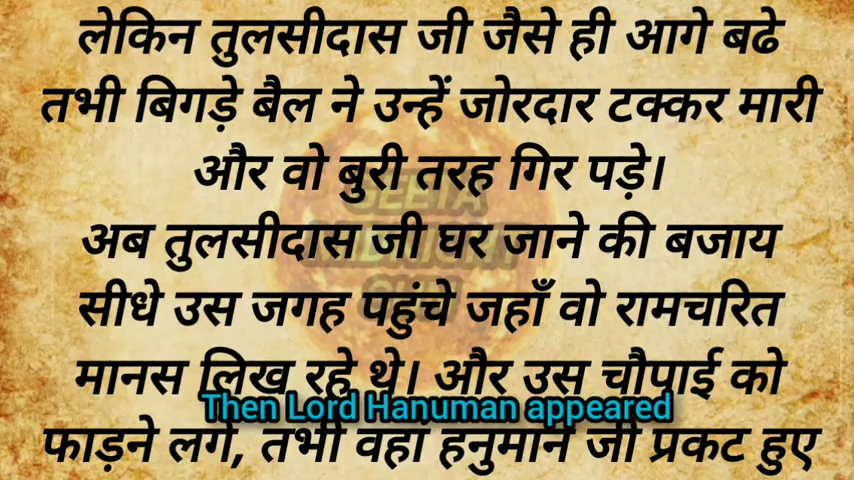 लेकिन तुलसीदास जी जैसे ही आगे बढे
तभी बिगड़े बैल ने उन्हें जोरदार टक्कर मारी
और वो बुरी तरह गिर पड़े।
अब तुलसीदास जी घर जाने की बजाय
सीधे उस जगह पहुंचे जहाँ वो रामचरित
मानस लिख रहे थे। और उस चौपाई को
Then Lord Hanuman appeared
फाड़ने लगे, तभी वहां हनुमान जी प्रकट हुए